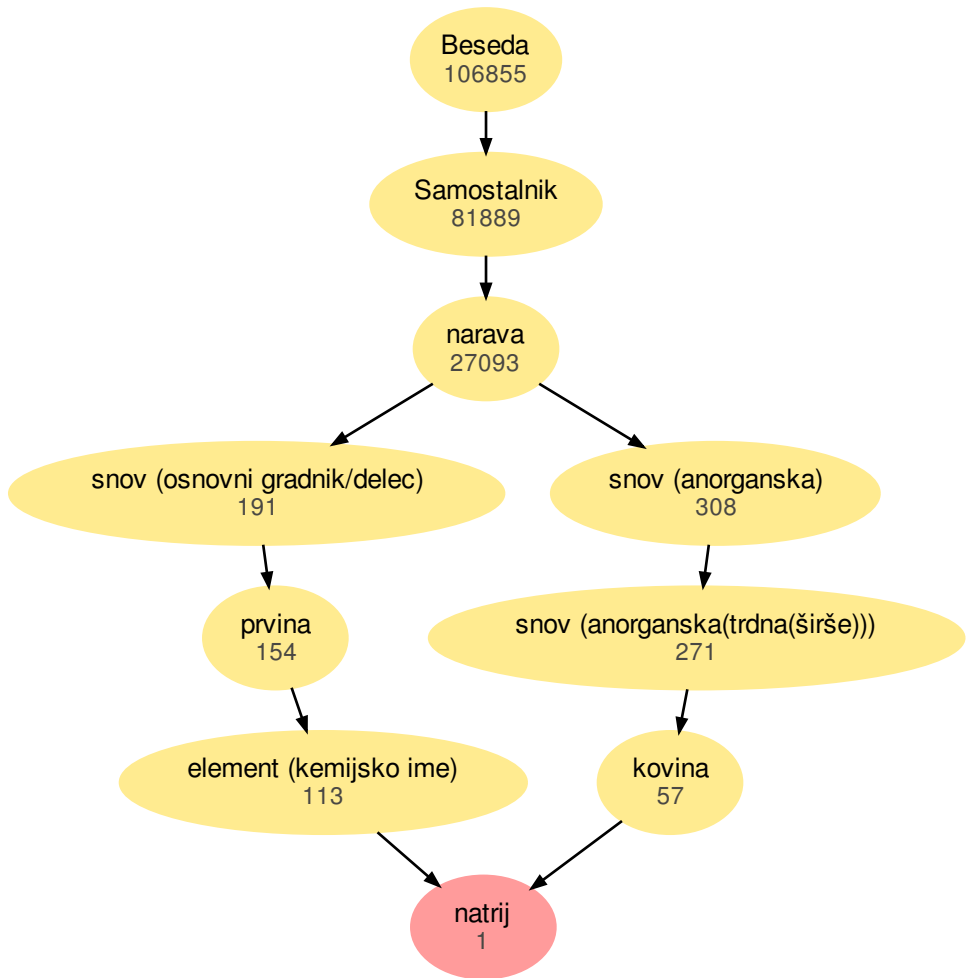 Beseda
106855
Samostalnik
81889
narava
27093
snov (osnovni gradnik/delec)
191
snov (anorganska)
308
prvina
154
snov (anorganska(trdna(širše)))
271
element (kemijsko ime)
113
kovina
57
natrij
1